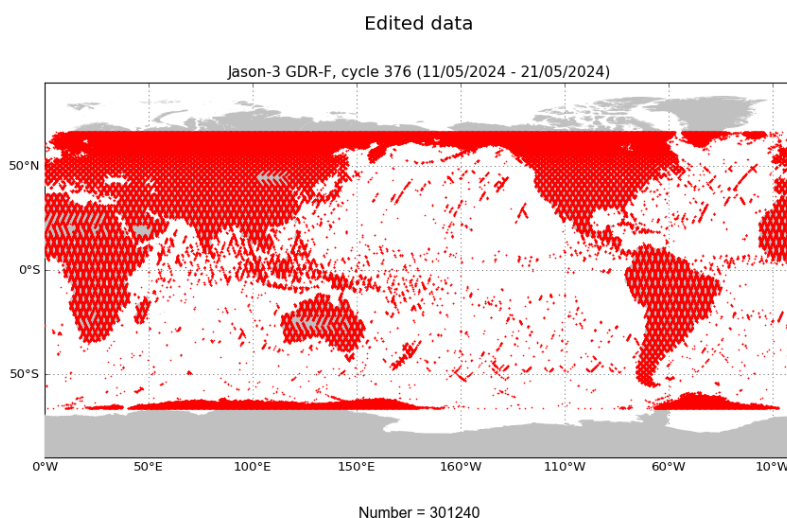 Edited data
Jason-3 GDR-F, cycle 376 (11/05/2024 - 21/05/2024)
50°N
0°S
50°S
0°W 50°E 100°E 150°E 160°W 110°W 60°W 10°W
Number = 301240